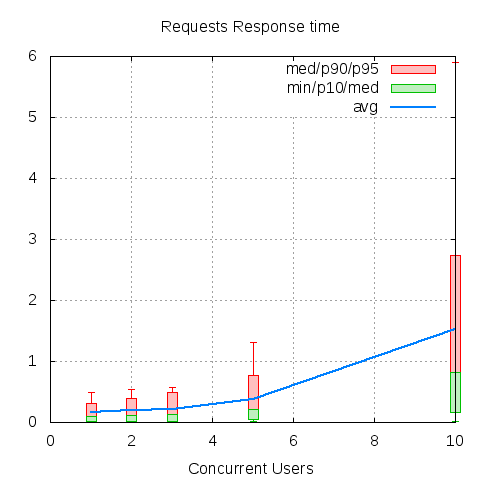 Requests Response time
6
5
4
3
2
1
0
med/p90/p95
min/p10/med
avg
0 2 4 6 8 10
Concurrent Users